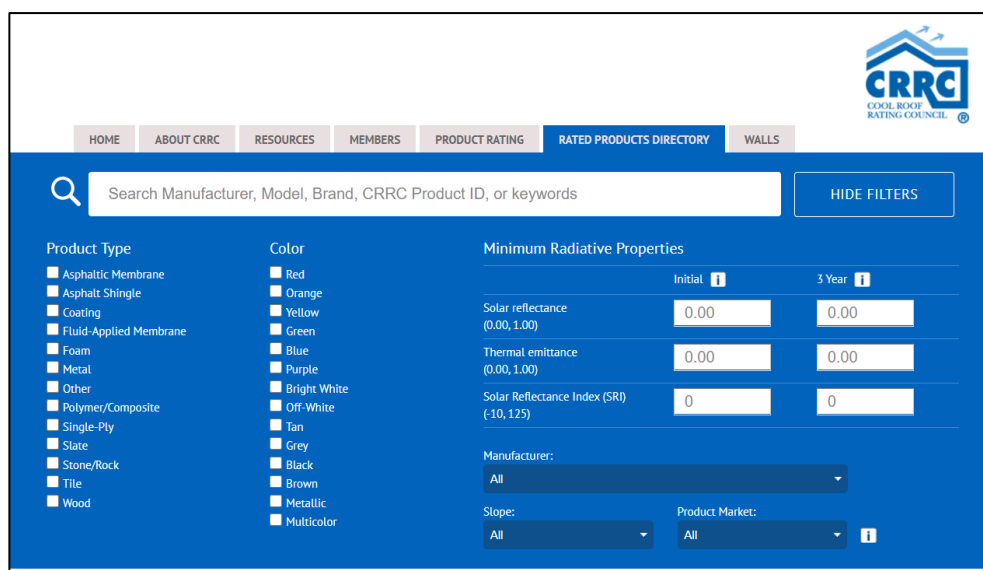 CRRC
COOL ROOF
RATING COUNCIL ®
HOME ABOUT CRRC RESOURCES MEMBERS PRODUCT RATING RATED PRODUCTS DIRECTORY WALLS
Search Manufacturer, Model, Brand, CRRC Product ID, or keywords
HIDE FILTERS
Product Type
Asphaltic Membrane
Asphalt Shingle
Coating
Fluid-Applied Membrane
Foam
Metal
Other
Polymer/Composite
Single-Ply
Slate
Stone/Rock
Tile
Wood
Color
Red
Orange
Yellow
Green
Blue
Purple
Bright White
Off-White
Tan
Grey
Black
Brown
Metallic
Multicolor
Minimum Radiative Properties
Initial i 3 Year i
Solar reflectance
(0.00, 1.00)
0.00 0.00
Thermal emittance
(0.00, 1.00)
0.00 0.00
Solar Reflectance Index (SRI)
(-10, 125)
0 0
Manufacturer:
All
Slope: Product Market:
All All i